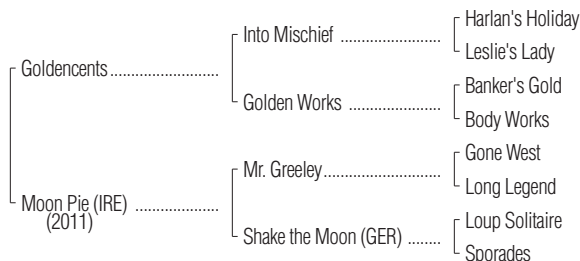 Harlan's Holiday
Into Mischief ....................
Leslie's Lady
Goldencents......................
Banker's Gold
Golden Works ...................
Body Works
Gone West
Mr. Greeley........................
Long Legend
Moon Pie (IRE) .................
(2011)
Loup Solitaire
Shake the Moon (GER) ........
Sporades